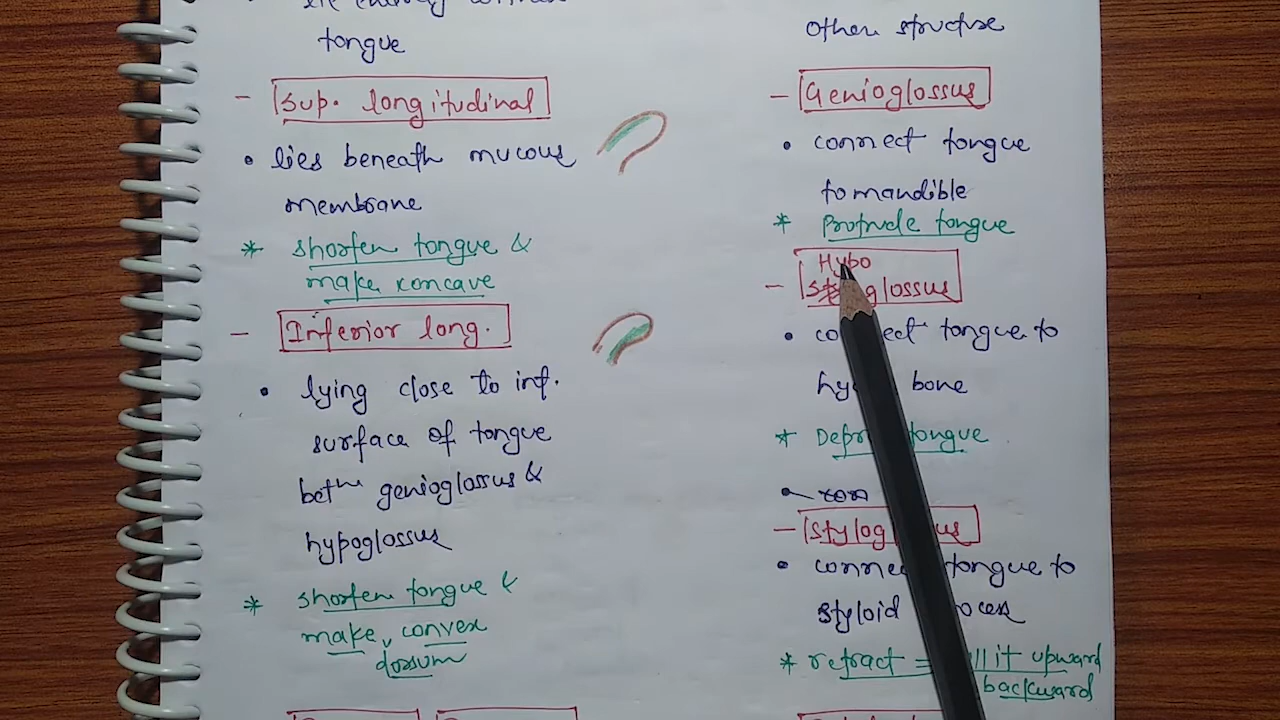 tongue
- Sup. longitudinal
• lies beneath mucous
membrane
* shorten tongue &
make concave
- Inferior long.
• lying close to inf.
surface of tongue
betⁿ genioglossus &
hypoglossus
* shorten tongue &
make, convex
dorsum
Other structure
- Genioglossus
• connect tongue
to mandible
* Protrude tongue
Hybo
- glossus
• tongue to
bone
* tongue
-
• tongue to
styloid
* retract = it upward
backward